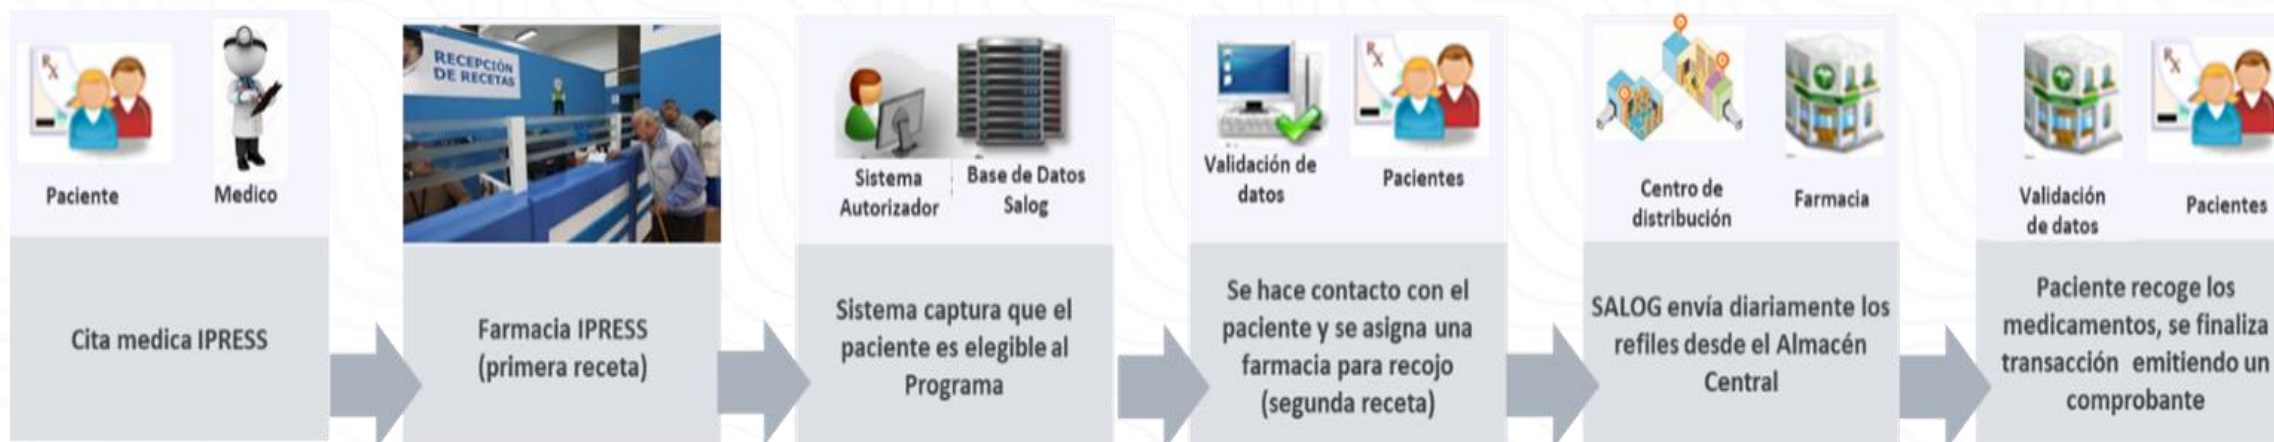 Paciente
Medico
Cita medica IPRESS
RECEPCIÓN
DE RECETAS
Farmacia IPRESS
(primera receta)
Sistema
Autorizador
Base de Datos
Salog
Sistema captura que el
paciente es elegible al
Programa
Validación de
datos
Pacientes
Se hace contacto con el
paciente y se asigna una
farmacia para recojo
(segunda receta)
Centro de
distribución
Farmacia
SALOG envía diariamente los
refiles desde el Almacén
Central
Validación
de datos
Pacientes
Paciente recoge los
medicamentos, se finaliza
transacción emitiendo un
comprobante